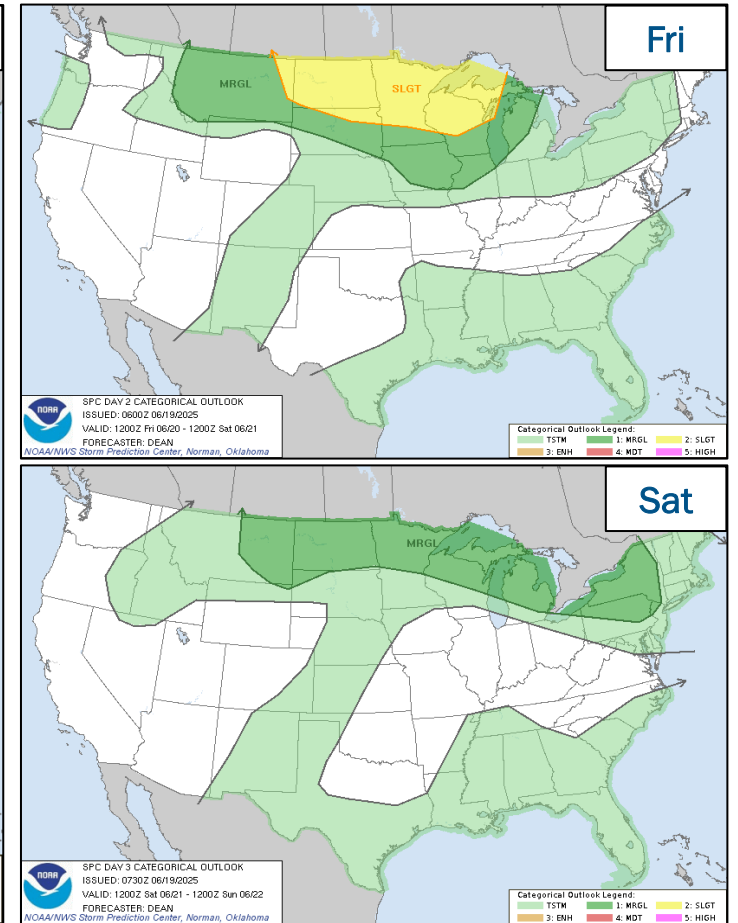 Fri
MRGL
SLGT
NOAA
SPC DAY 2 CATEGORICAL OUTLOOK
ISSUED: 0600Z 06/19/2025
VALID: 1200Z Fri 06/20 - 1200Z Sat 06/21
FORECASTER: DEAN
NOAA/NWS Storm Prediction Center, Norman, Oklahoma
Categorical Outlook Legend:
TSTM 1: MRGL 2: SLGT
3: ENH 4: MDT 5: HIGH
Sat
MRGL
NOAA
SPC DAY 3 CATEGORICAL OUTLOOK
ISSUED: 0730Z 06/19/2025
VALID: 1200Z Sat 06/21 - 1200Z Sun 06/22
FORECASTER: DEAN
NOAA/NWS Storm Prediction Center, Norman, Oklahoma
Categorical Outlook Legend:
TSTM 1: MRGL 2: SLGT
3: ENH 4: MDT 5: HIGH